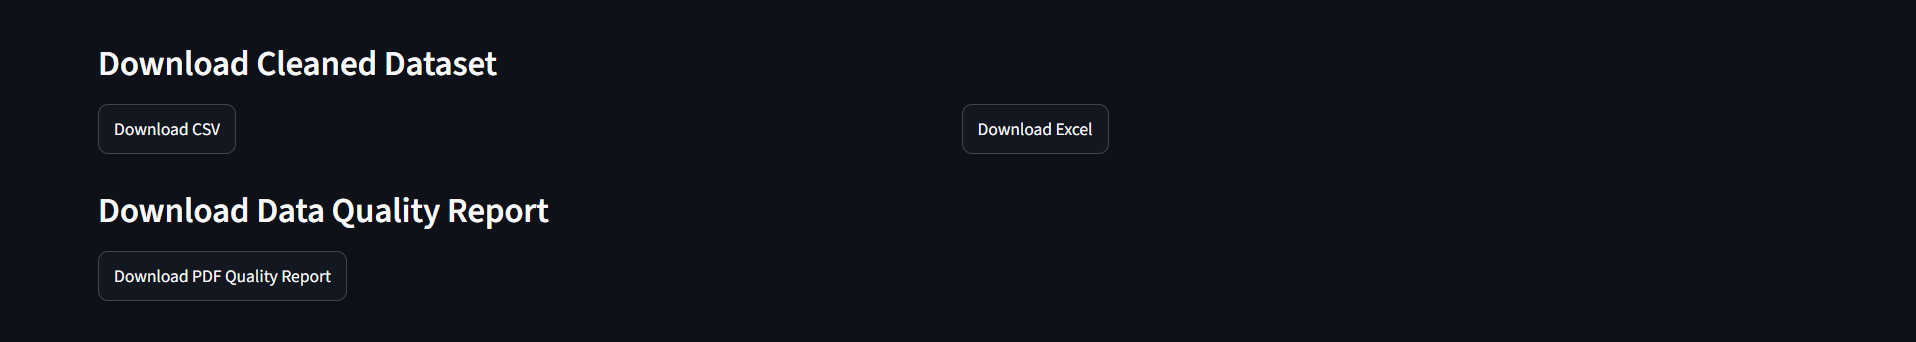 Download Cleaned Dataset
Download CSV
Download Excel
Download Data Quality Report
Download PDF Quality Report